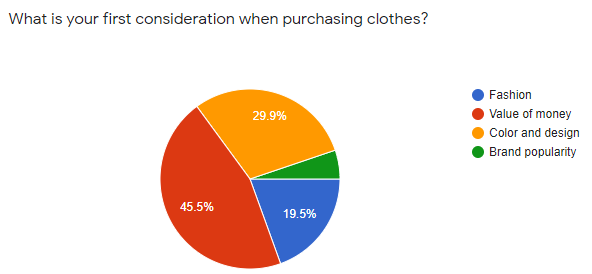 What is your first consideration when purchasing clothes?
29.9%
45.5%
19.5%
Fashion
Value of money
Color and design
Brand popularity